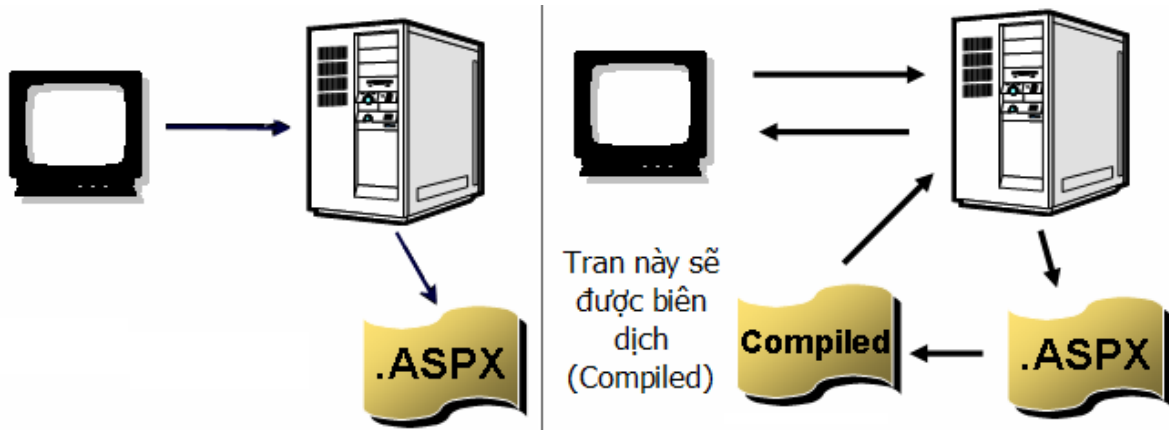 .ASPX
Tran này sẽ
được biên
dịch
(Compiled)
Compiled
.ASPX